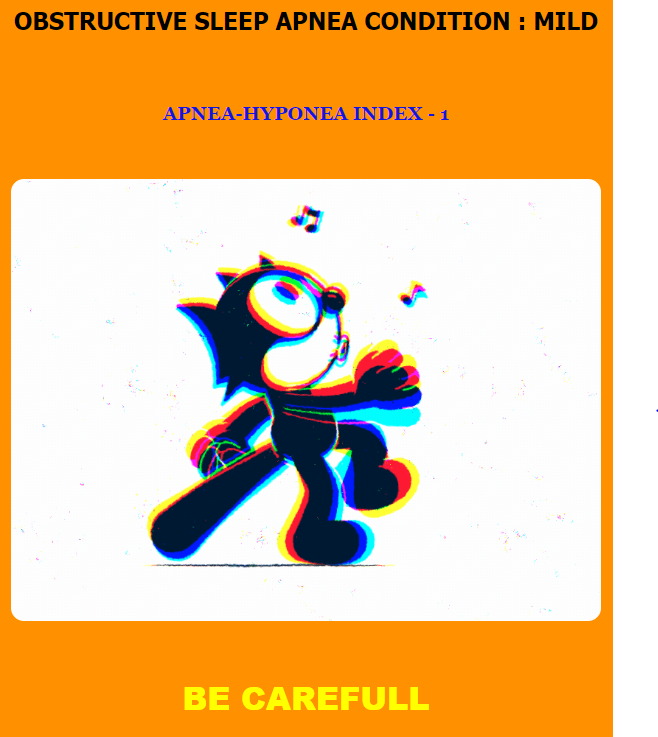 OBSTRUCTIVE SLEEP APNEA CONDITION : MILD
APNEA-HYPONEA INDEX - 1
BE CAREFULL